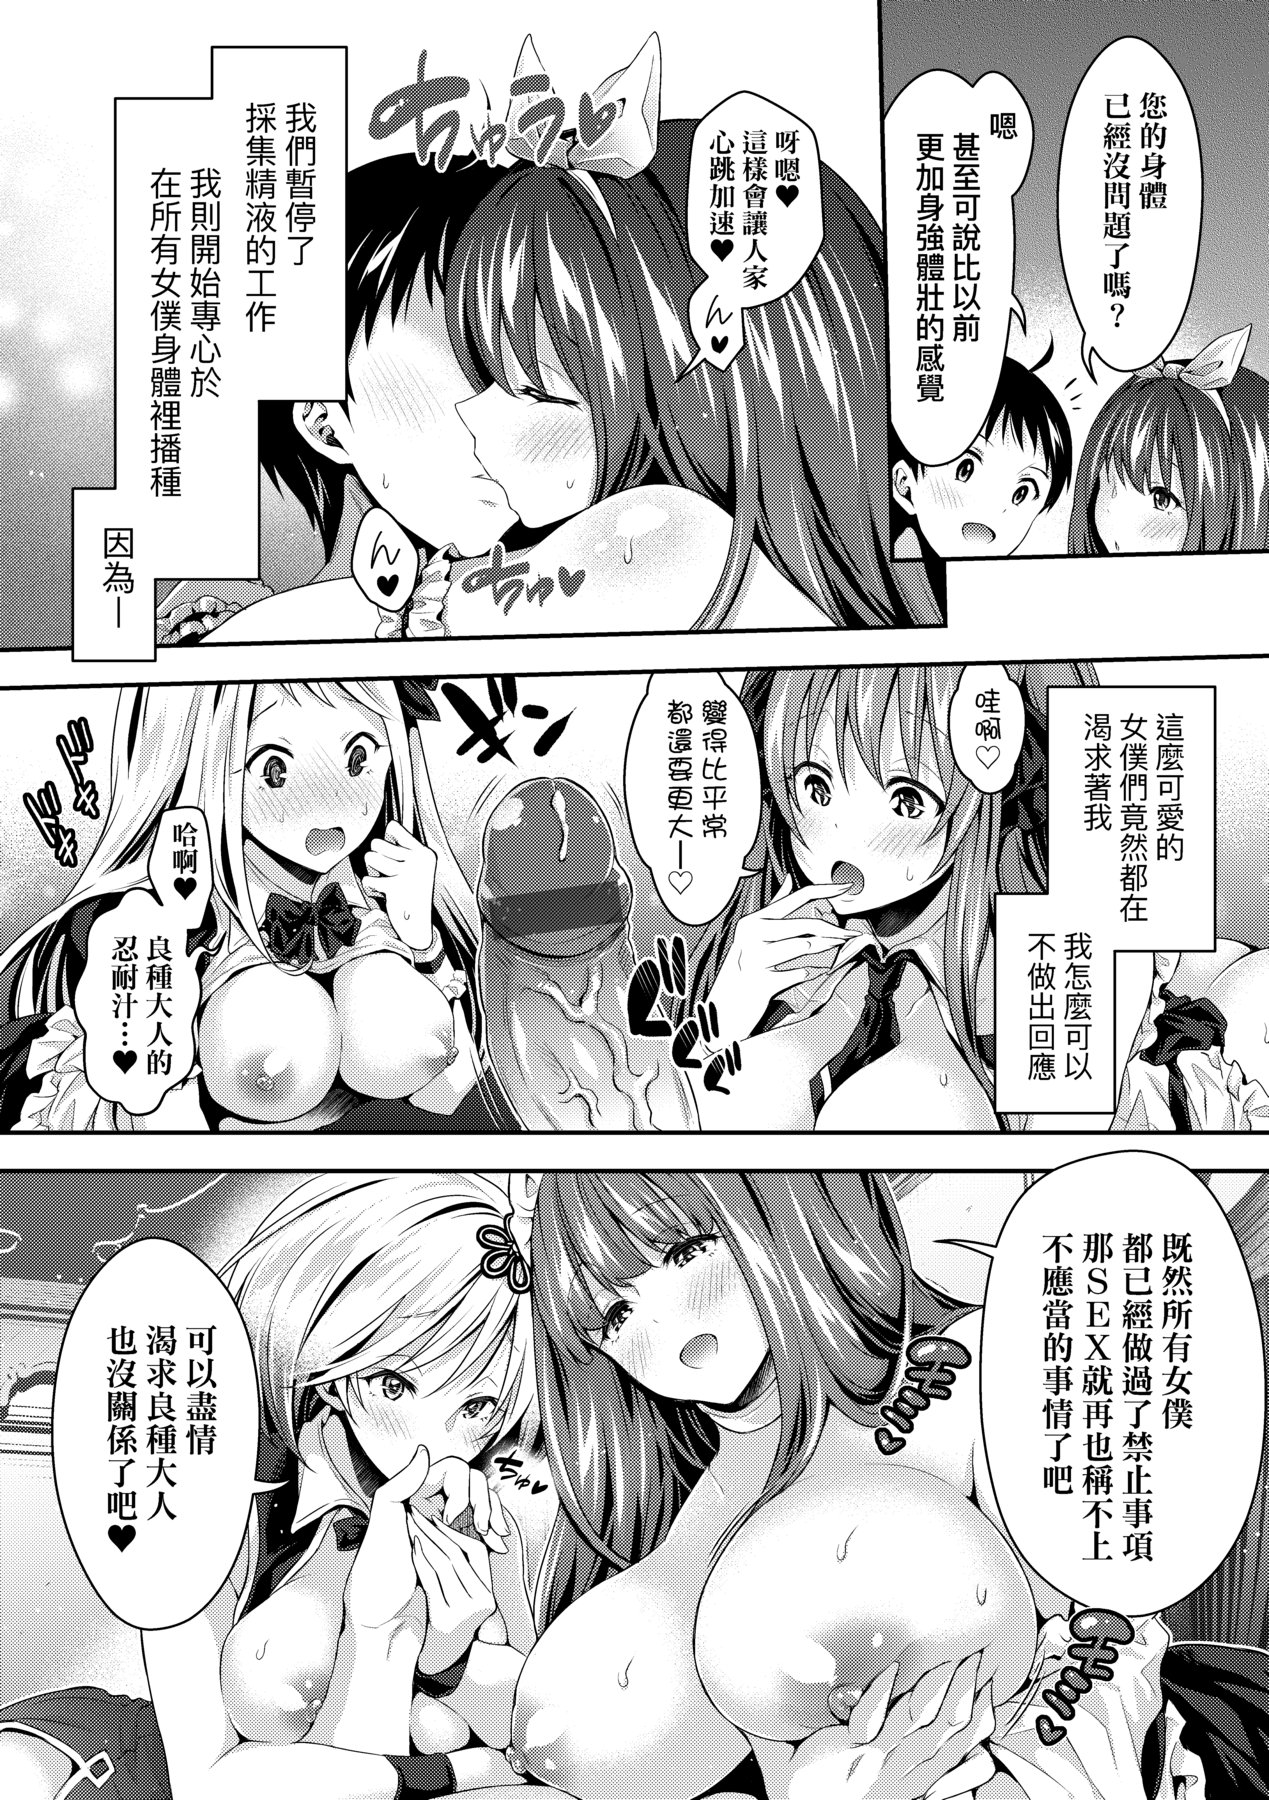 您的身體
已經沒問題了嗎？
嗯
甚至可說比以前
更加身強體壯的感覺
呀嗯♥
這樣會讓人家
心跳加速♥
ん♥
ちゅう♥
ん♥
ちゅ♥
我們暫停了
採集精液的工作
我則開始專心於
在所有女僕身體裡播種
因為—
這麼可愛的
女僕們竟然都在
渴求著我
我怎麼可以
不做出回應
哇啊♡
變得比平常
都還要更大—♡
哈啊♥
良種大人的
忍耐汁…♥
既然所有女僕
都已經做過了禁止事項
那SEX就再也稱不上
不應當的事情了吧
ちゅ♥
可以盡情
渴求良種大人
也沒關係了吧♥